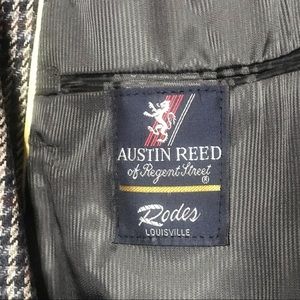 AUSTIN REED
of Regent Street
®
Rodes
LOUISVILLE